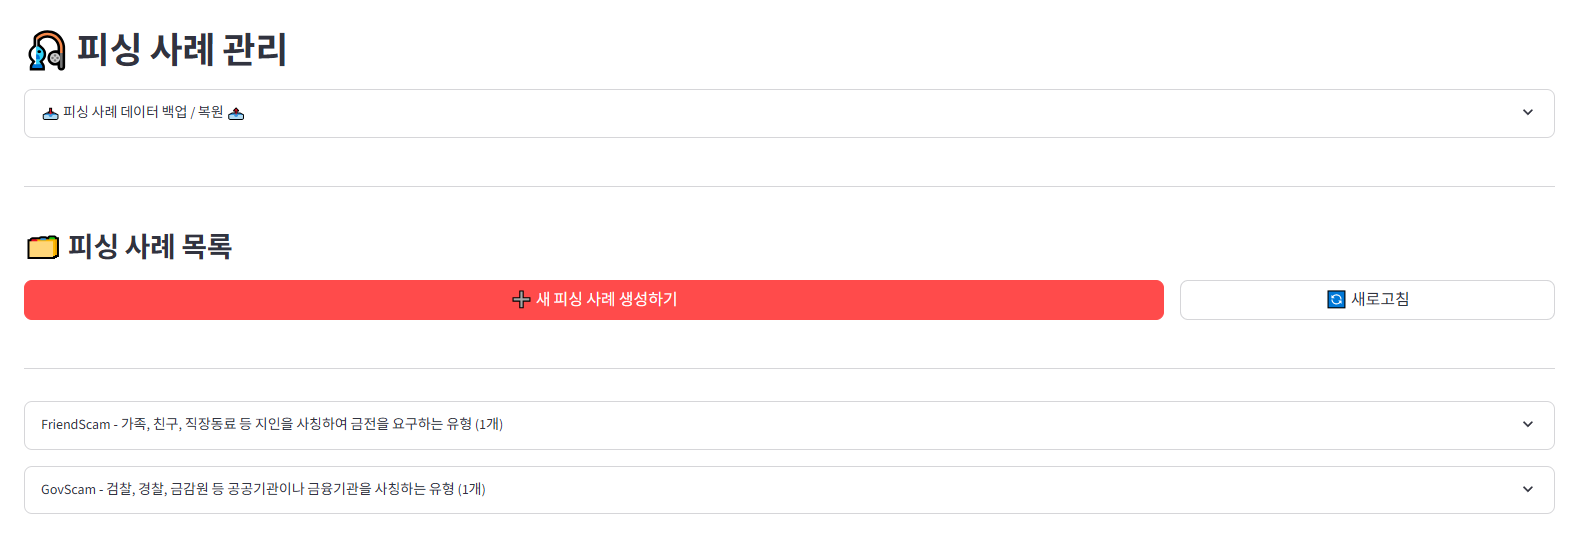 피싱 사례 관리
피싱 사례 데이터 백업 / 복원
피싱 사례 목록
새 피싱 사례 생성하기
새로고침
FriendScam - 가족, 친구, 직장동료 등 지인을 사칭하여 금전을 요구하는 유형 (1개)
GovScam - 검찰, 경찰, 금감원 등 공공기관이나 금융기관을 사칭하는 유형 (1개)